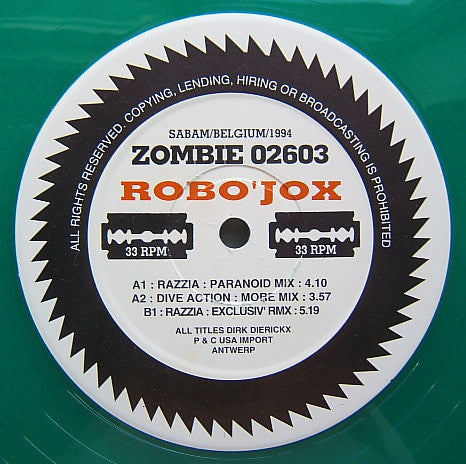 ALL RIGHTS RESERVED. COPYING, LENDING, HIRING OR BROADCASTING IS PROHIBITED
SABAM/BELGIUM/1994
ZOMBIE 02603
ROBO'JOX
33 RPM
33 RPM
A1 : RAZZIA : PARANOID MIX : 4.10
A2 : DIVE ACTION : MORE MIX : 3.57
B1 : RAZZIA : EXCLUSIV' RMX : 5.19
ALL TITLES DIRK DIERICKX
P & C USA IMPORT
ANTWERP